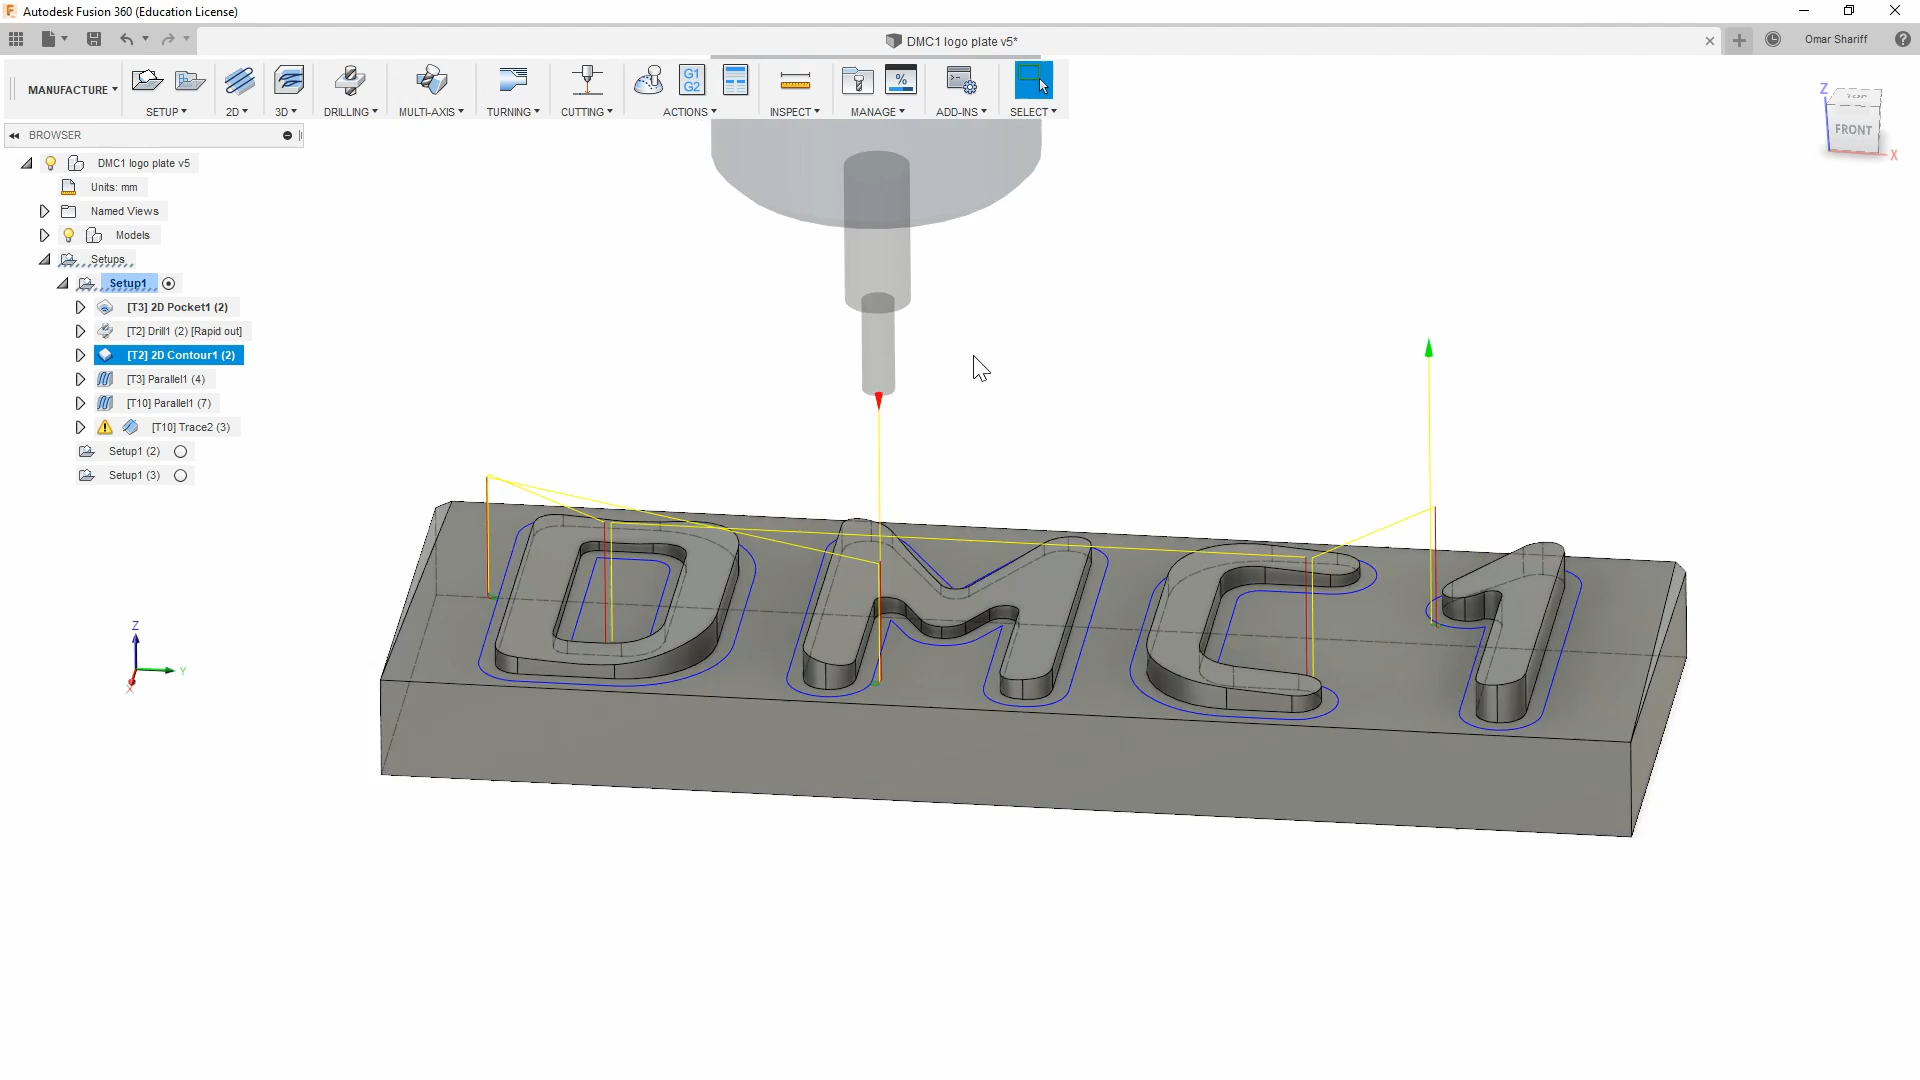 Autodesk Fusion 360 (Education License)
DMC1 logo plate v5*
Omar Shariff
MANUFACTURE
SETUP
2D
3D
DRILLING
MULTI-AXIS
TURNING
CUTTING
G1
G2
ACTIONS
INSPECT
%
MANAGE
ADD-INS
SELECT
BROWSER
DMC1 logo plate v5
Units: mm
Named Views
Models
Setups
Setup1
[T3] 2D Pocket1 (2)
[T2] Drill1 (2) [Rapid out]
[T2] 2D Contour1 (2)
[T3] Parallel1 (4)
[T10] Parallel1 (7)
[T10] Trace2 (3)
Setup1 (2)
Setup1 (3)
Z
TOP
FRONT
X
Z
Y
X
DMC1